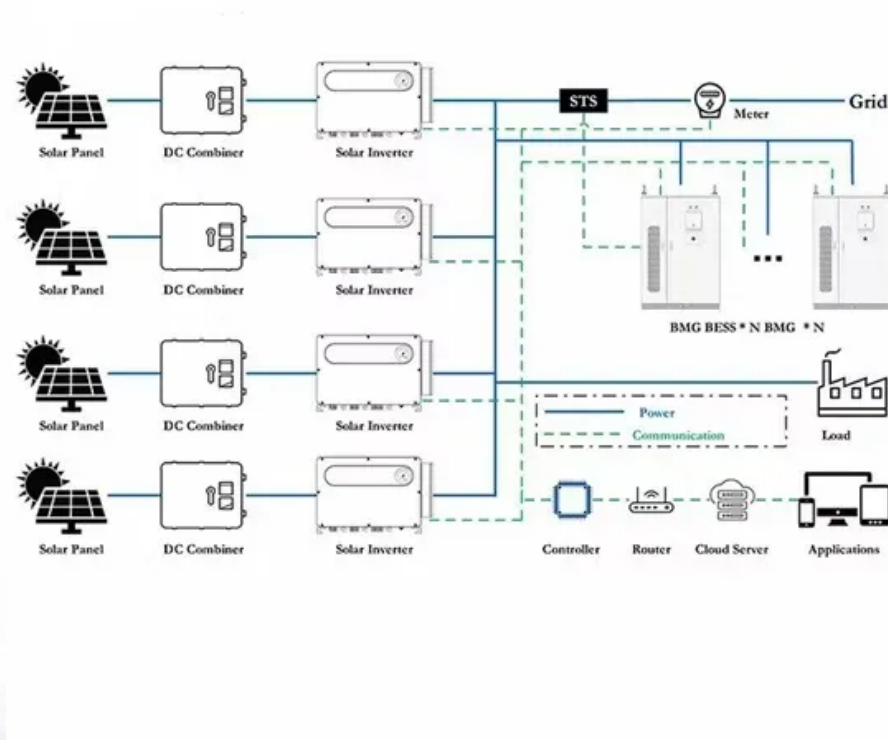 STS
Grid
Meter
Solar Panel DC Combiner Solar Inverter
Solar Panel DC Combiner Solar Inverter
BMG BESS * N BMG * N
Power
Communication
Solar Panel DC Combiner Solar Inverter
Load
Solar Panel DC Combiner Solar Inverter
Controller Router Cloud Server Applications